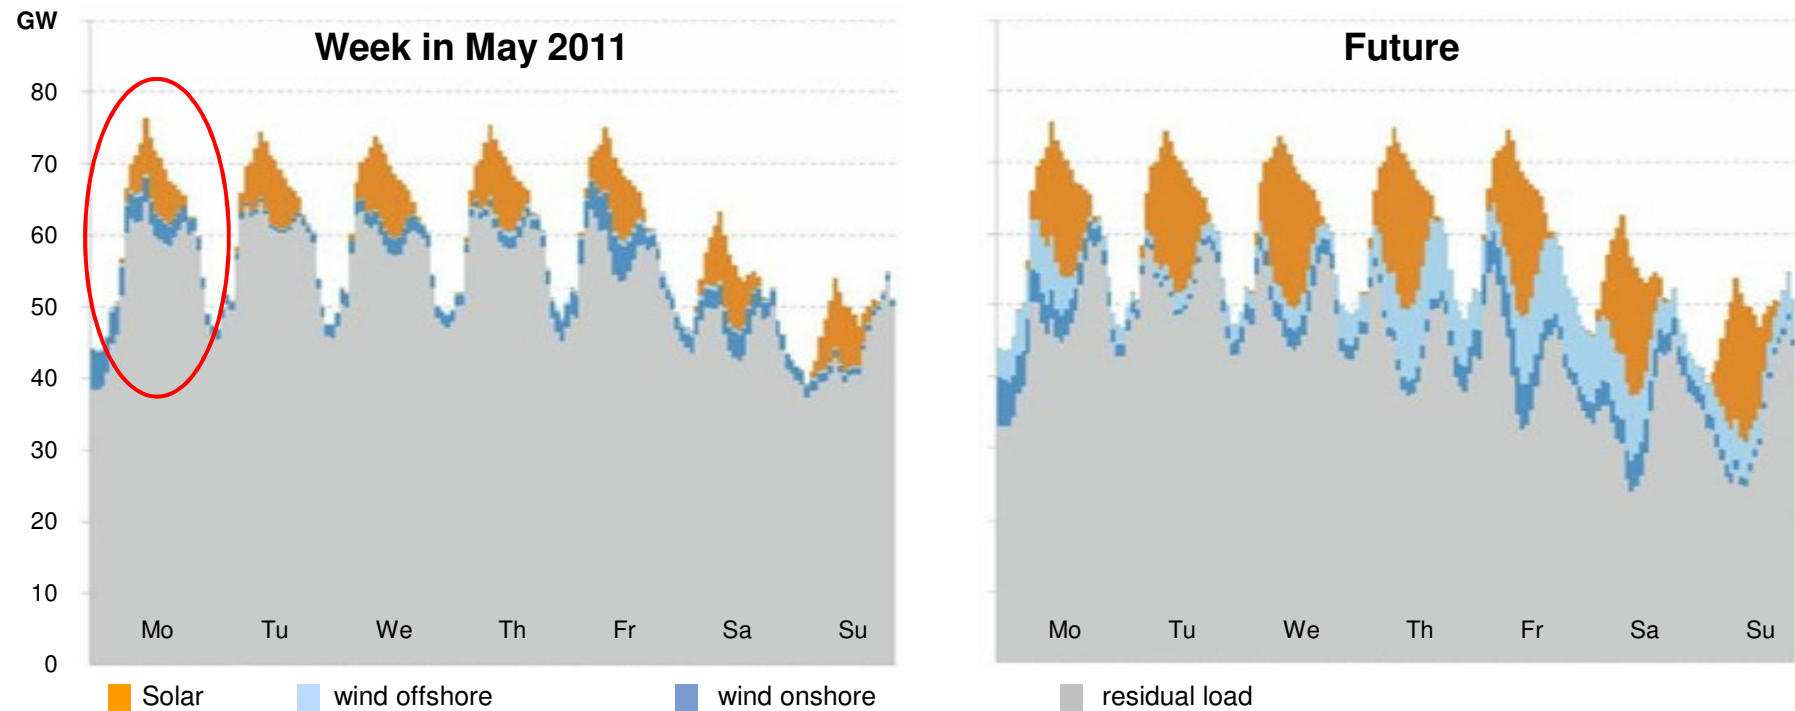 GW
Week in May 2011
Future
80
70
60
50
40
30
20
10
0
Mo Tu We Th Fr Sa Su
Mo Tu We Th Fr Sa Su
Solar wind offshore wind onshore residual load